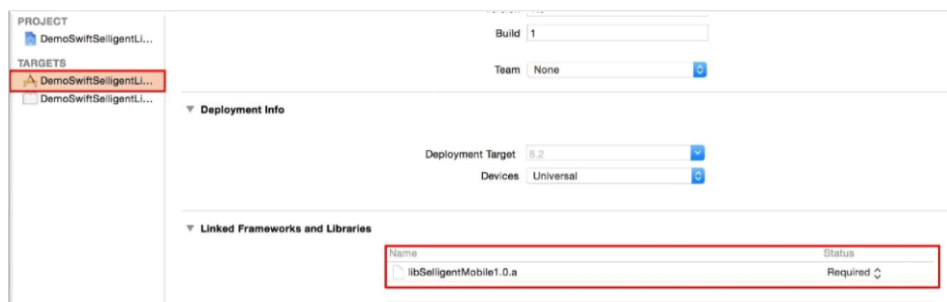 PROJECT
DemoSwiftSelligentLi...
TARGETS
DemoSwiftSelligentLi...
DemoSwiftSelligentLi...
Build 1
Team None
Deployment Info
Deployment Target 8.2
Devices Universal
Linked Frameworks and Libraries
Name Status
libSelligentMobile1.0.a Required